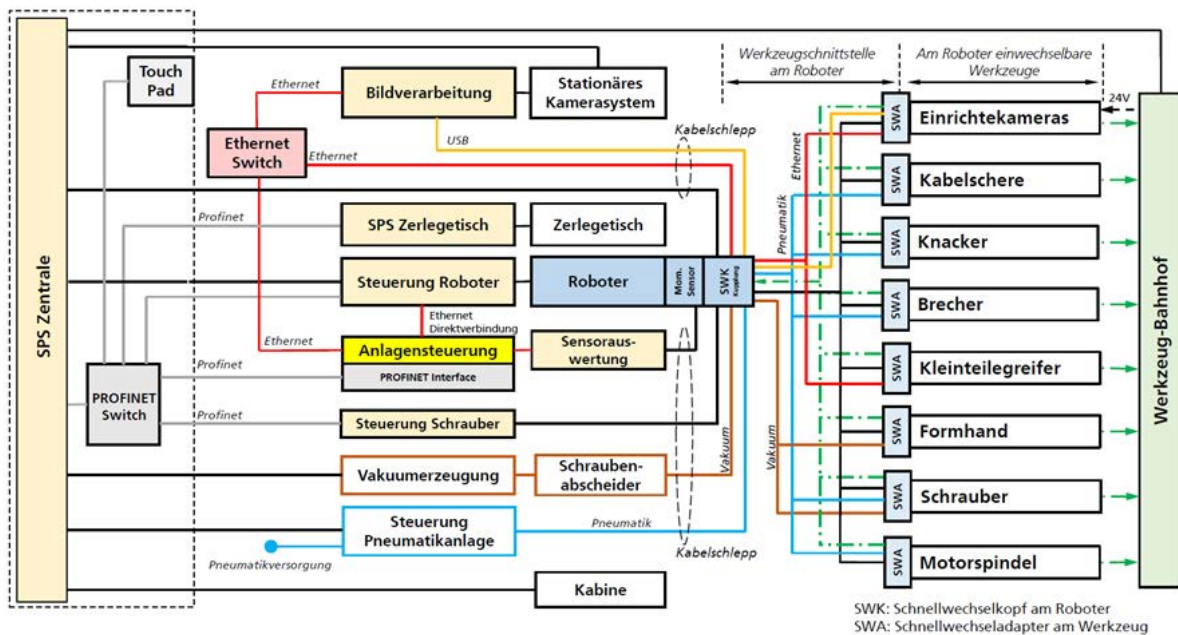 SPS Zentrale
Touch
Pad
Ethernet
Bildverarbeitung
Stationäres
Kamerasystem
Werkzeugschnittstelle
am Roboter
Am Roboter einwechselbare
Werkzeuge
24V
Ethernet
Switch
Ethernet
USB
Kabelschlepp
Profinet
SPS Zerlegetisch
Zerlegetisch
Steuerung Roboter
Roboter
Mom.
Sensor
SWK
Kupplung
Ethernet
Direktverbindung
Ethernet
Anlagensteuerung
PROFINET Interface
Sensoraus-
wertung
PROFINET
Switch
Profinet
Profinet
Steuerung Schrauber
Vakuumerzeugung
Schrauben-
abscheider
Vakuum
Steuerung
Pneumatikanlage
Pneumatik
Pneumatikversorgung
Kabelschlepp
Kabine
Ethernet
Pneumatik
Vakuum
SWA
Einrichtekameras
SWA
Kabelschere
SWA
Knacker
SWA
Brecher
SWA
Kleinteilegreifer
SWA
Formhand
SWA
Schrauber
SWA
Motorspindel
Werkzeug-Bahnhof
SWK: Schnellwechselkopf am Roboter
SWA: Schnellwechseladapter am Werkzeug